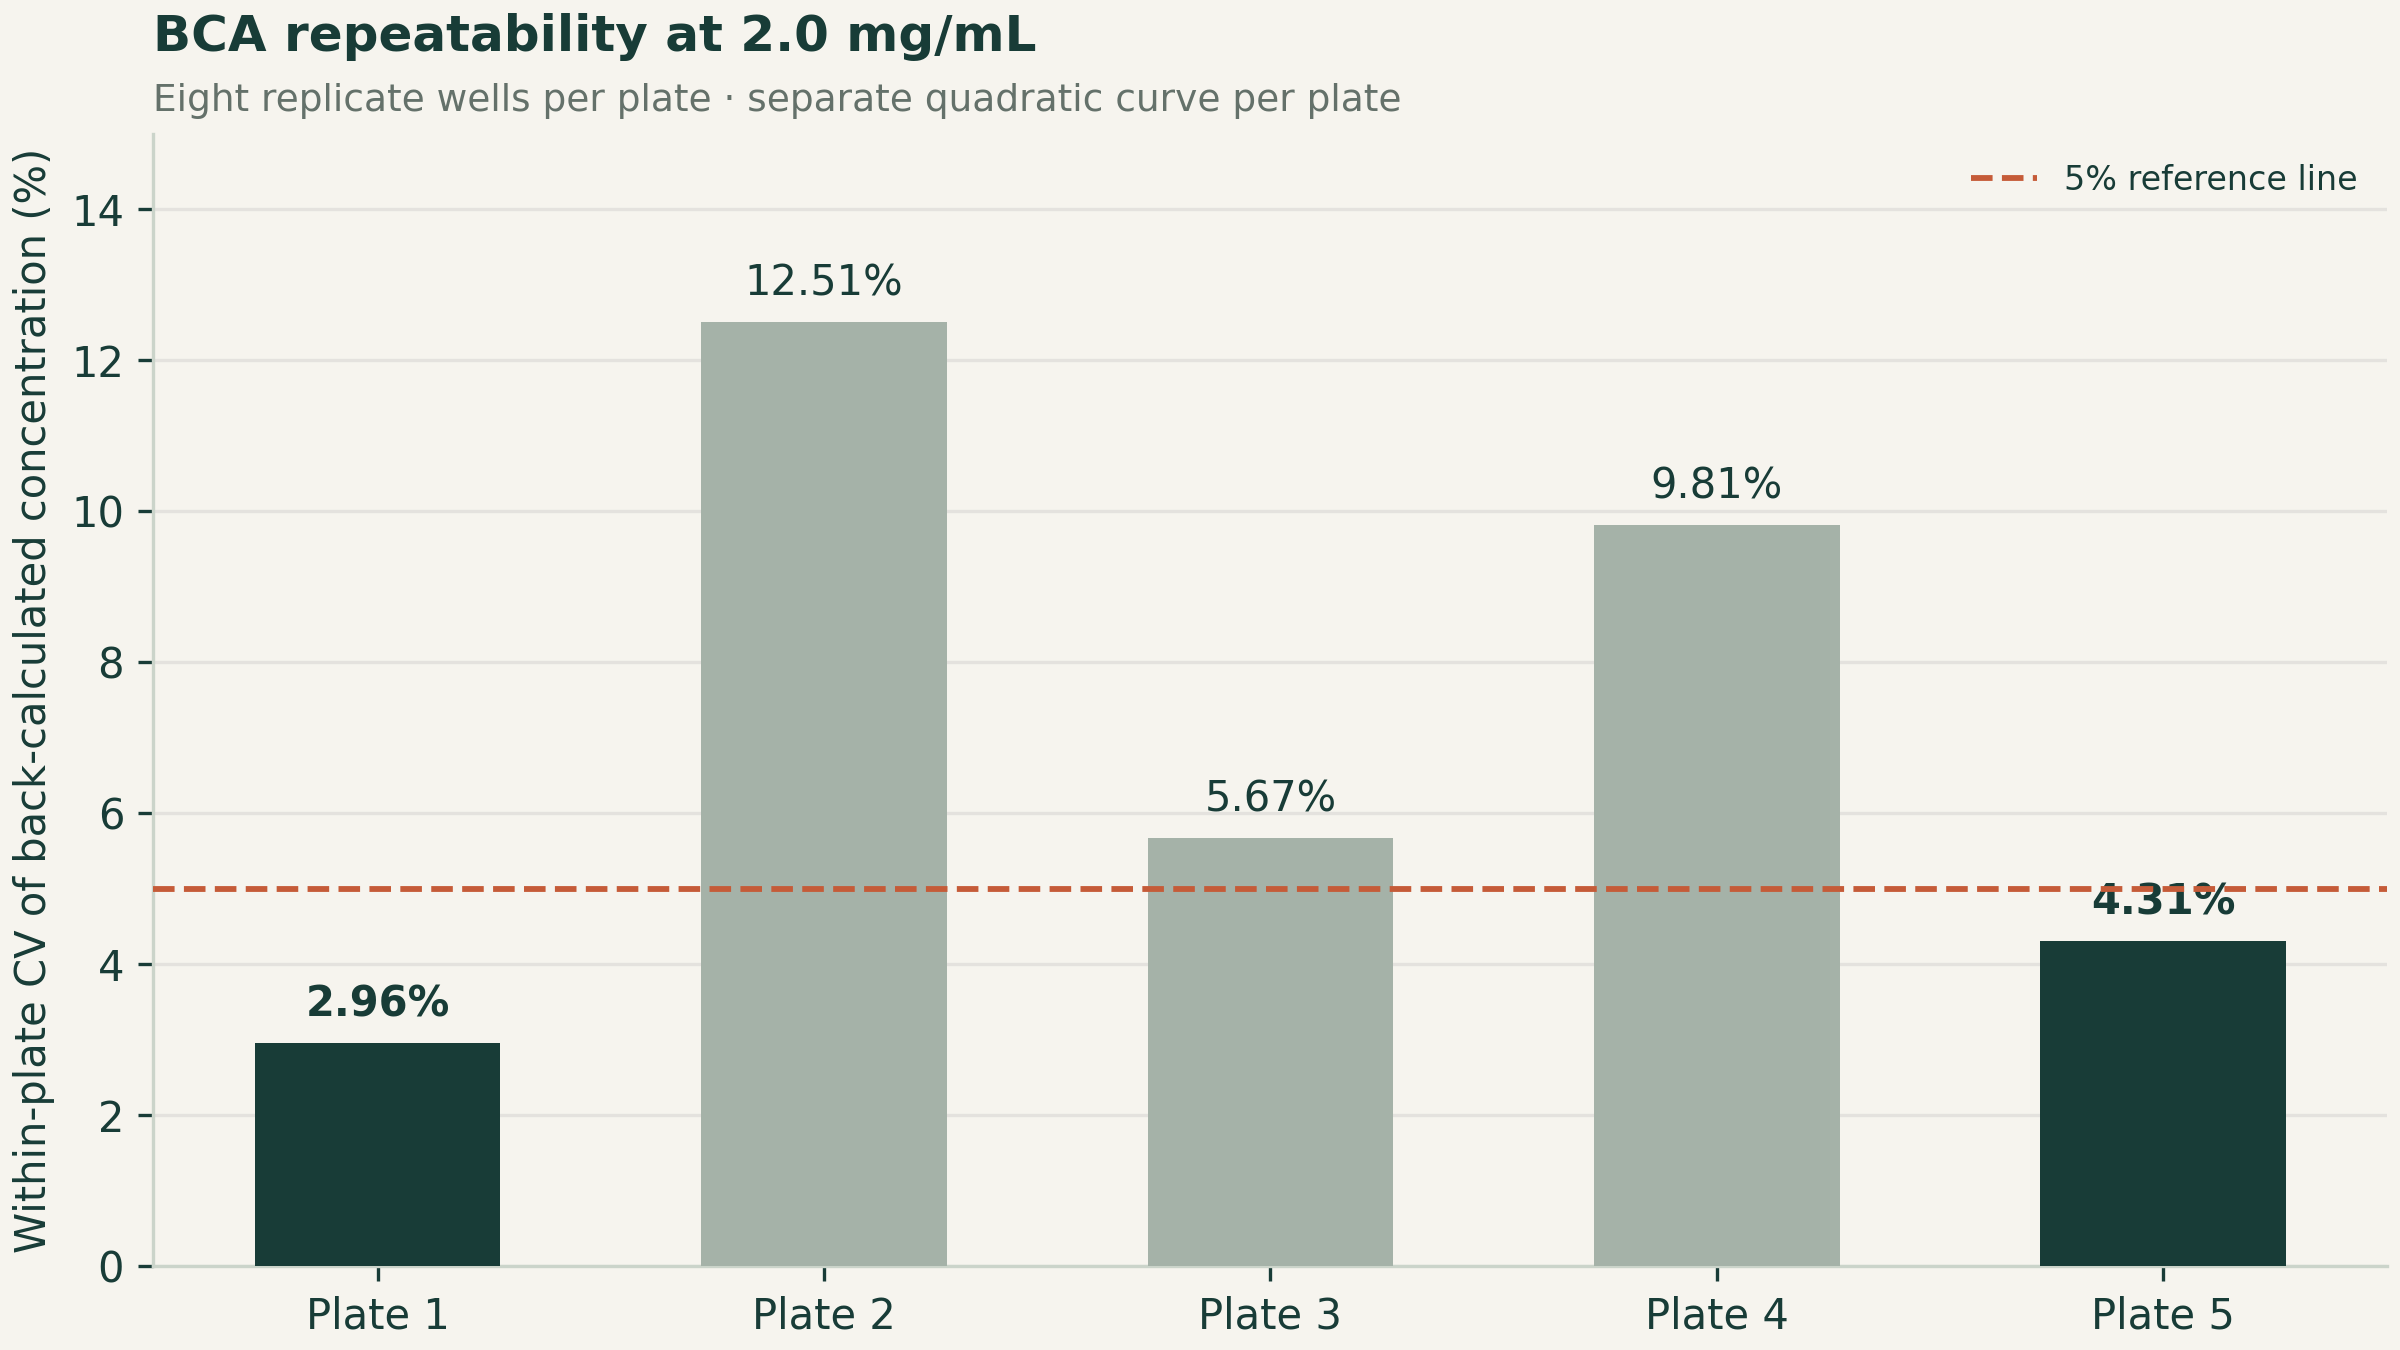 BCA repeatability at 2.0 mg/mL
Eight replicate wells per plate · separate quadratic curve per plate
5% reference line
Within-plate CV of back-calculated concentration (%)
14
12
10
8
6
4
2
0
2.96%
12.51%
5.67%
9.81%
4.31%
Plate 1
Plate 2
Plate 3
Plate 4
Plate 5